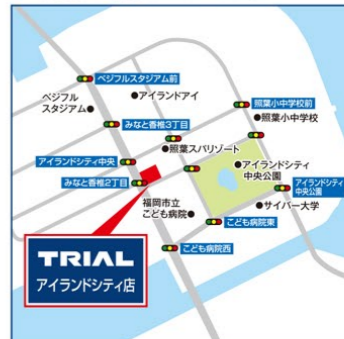 ベジフルスタジアム前
ベジフル
スタジアム
アイランドアイ
照葉小中学校前
照葉小中学校
みなと香椎3丁目
照葉スパリゾート
アイランドシティ中央
アイランドシティ
中央公園
みなと香椎2丁目
アイランドシティ
中央公園
福岡市立
こども病院
サイバー大学
こども病院東
こども病院西
TRIAL
アイランドシティ店